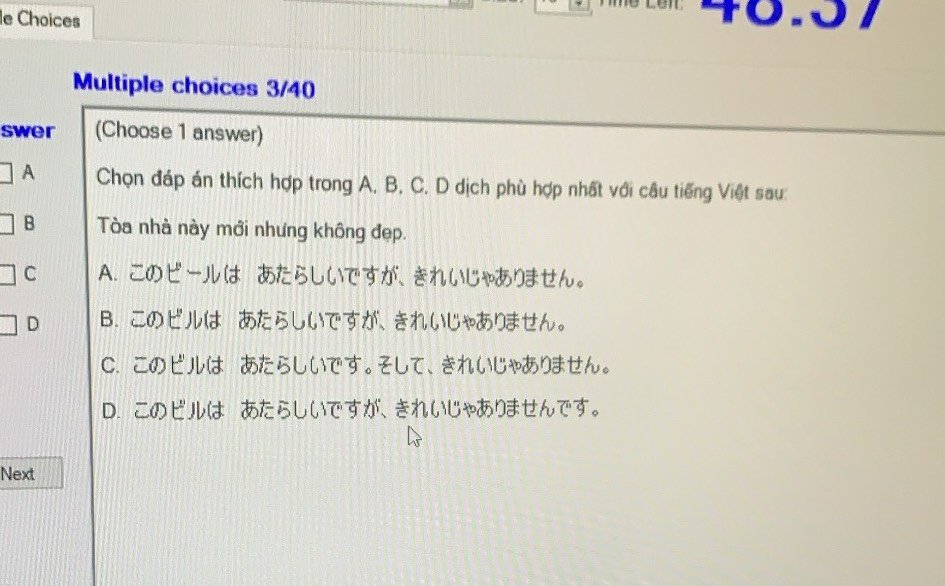 le Choices
Time Left: 48:37
Multiple choices 3/40
swer
(Choose 1 answer)
A
Chọn đáp án thích hợp trong A, B, C, D dịch phù hợp nhất với câu tiếng Việt sau:
B
Tòa nhà này mới nhưng không đẹp.
C
A. このビールは あたらしいですが、きれいじゃありません。
D
B. このビルは あたらしいですが、きれいじゃありません。
C. このビルは あたらしいです。そして、きれいじゃありません。
D. このビルは あたらしいですが、きれいじゃありませんです。
Next